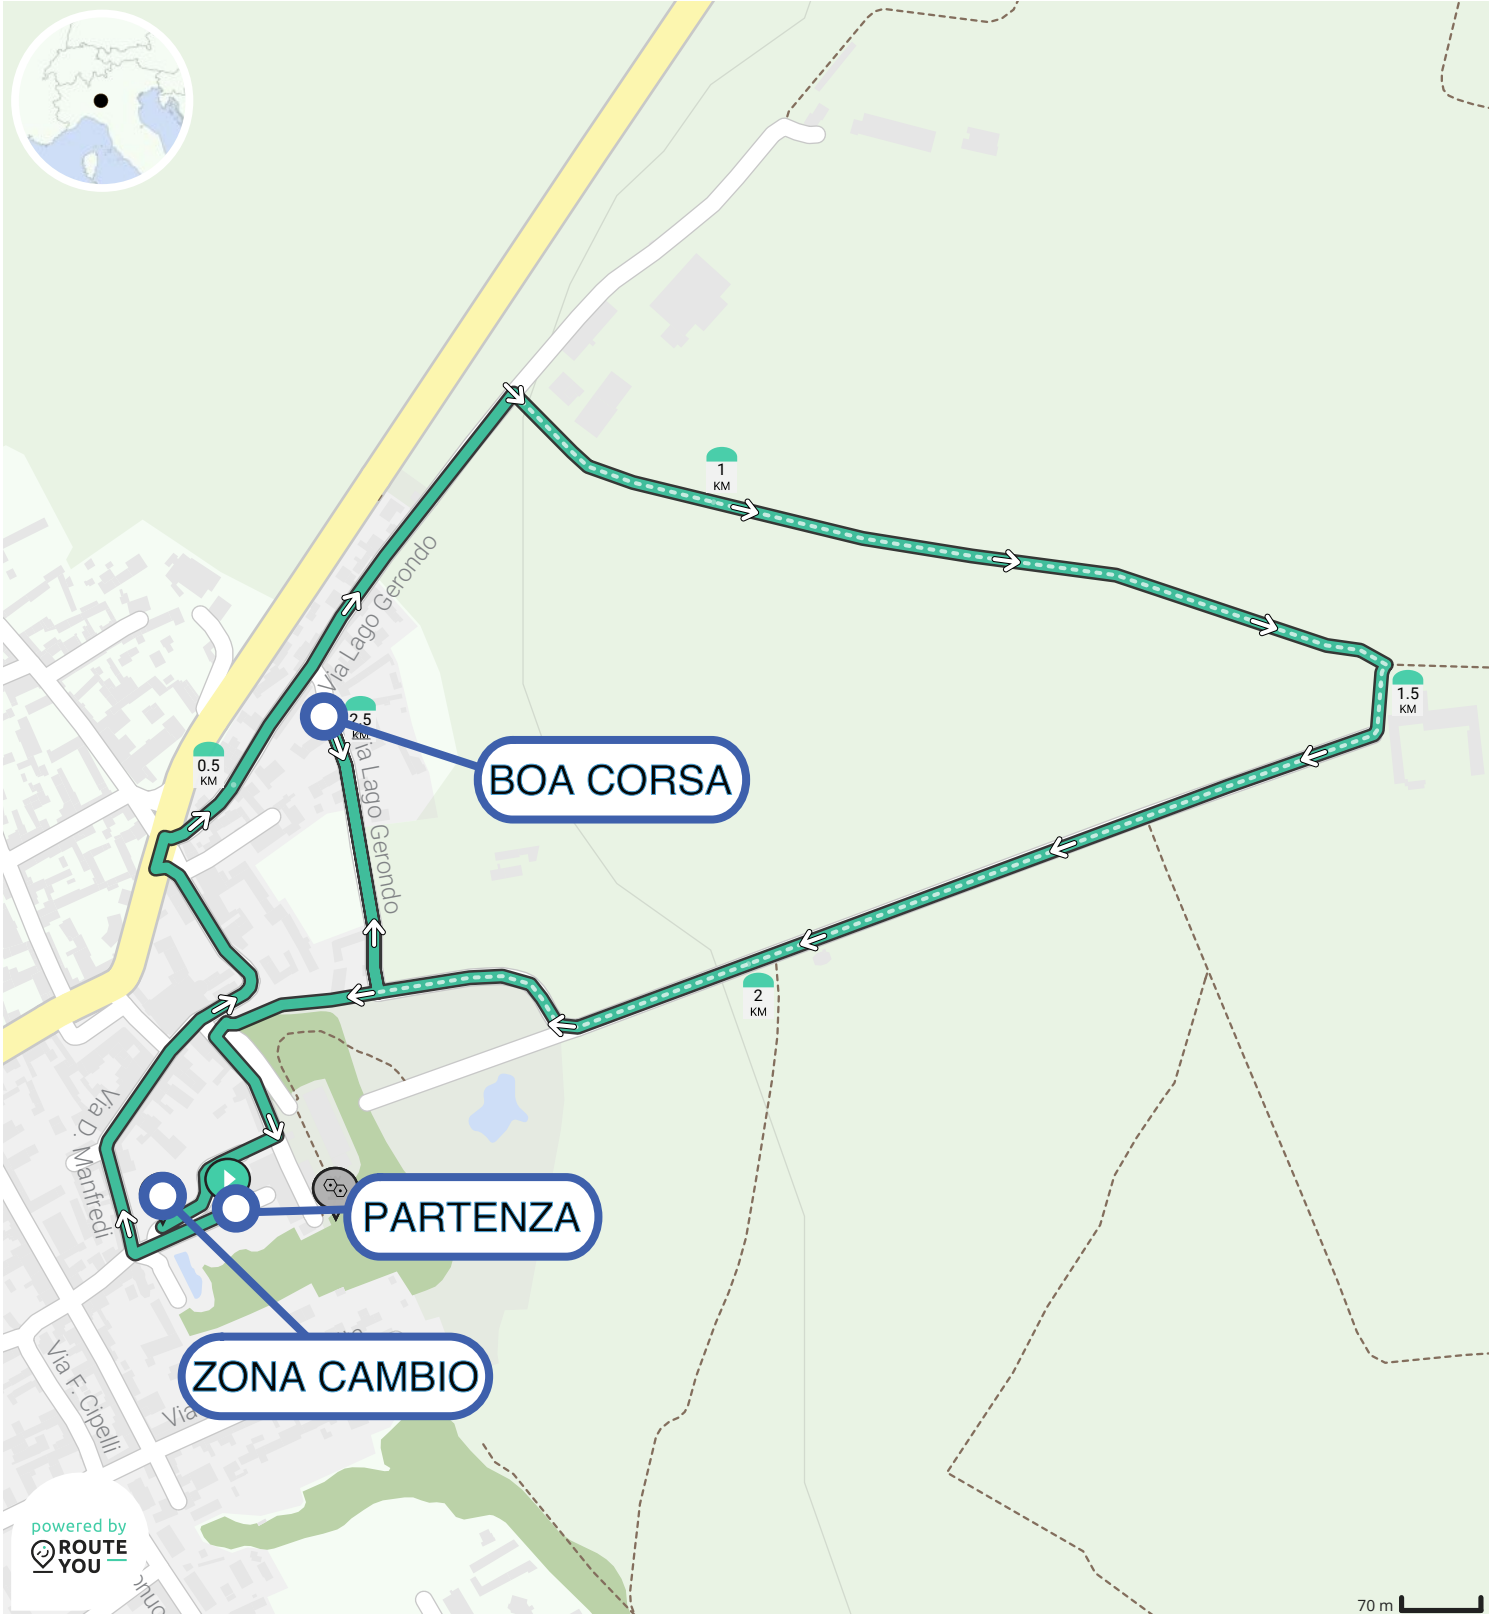 1
KM
Via Lago Gerondo
1.5
KM
2.5
KM
0.5
KM
BOA CORSA
Via Lago Gerondo
2
KM
Via D. Manfredi
PARTENZA
ZONA CAMBIO
Via F. Cipelli
Via
powered by
ROUTE
YOU
70 m